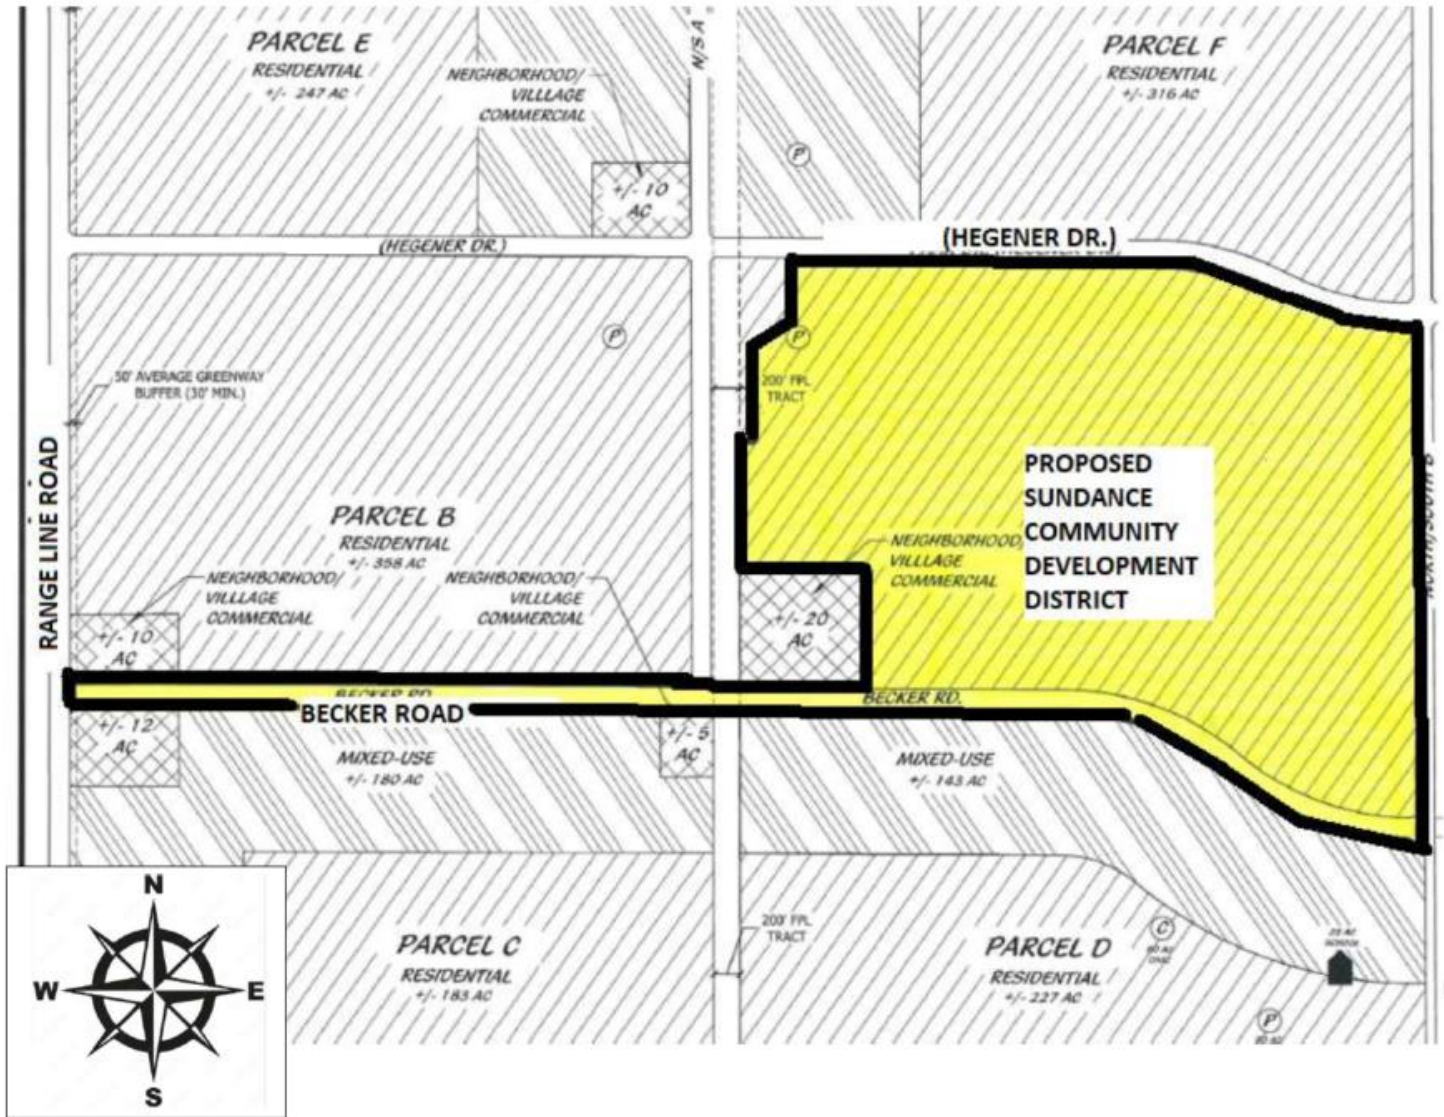 PARCEL E
RESIDENTIAL
+/- 247 AC
NEIGHBORHOOD/
VILLLAGE
COMMERCIAL
+/- 10
AC
N/S A
PARCEL F
RESIDENTIAL
+/- 316 AC
P
(HEGENER DR.)
(HEGENER DR.)
P
P
50' AVERAGE GREENWAY
BUFFER (30' MIN.)
200' FPL
TRACT
RANGE LINE ROAD
PARCEL B
RESIDENTIAL
+/- 358 AC
NEIGHBORHOOD/
VILLLAGE
COMMERCIAL
+/- 10
AC
NEIGHBORHOOD/
VILLLAGE
COMMERCIAL
NEIGHBORHOOD/
VILLLAGE
COMMERCIAL
+/- 20
AC
PROPOSED
SUNDANCE
COMMUNITY
DEVELOPMENT
DISTRICT
BECKER RD.
BECKER RD.
BECKER ROAD
+/- 12
AC
+/- 5
AC
MIXED-USE
+/- 180 AC
MIXED-USE
+/- 143 AC
PARCEL C
RESIDENTIAL
+/- 183 AC
200' FPL
TRACT
PARCEL D
RESIDENTIAL
+/- 227 AC
C
P
N
W
E
S